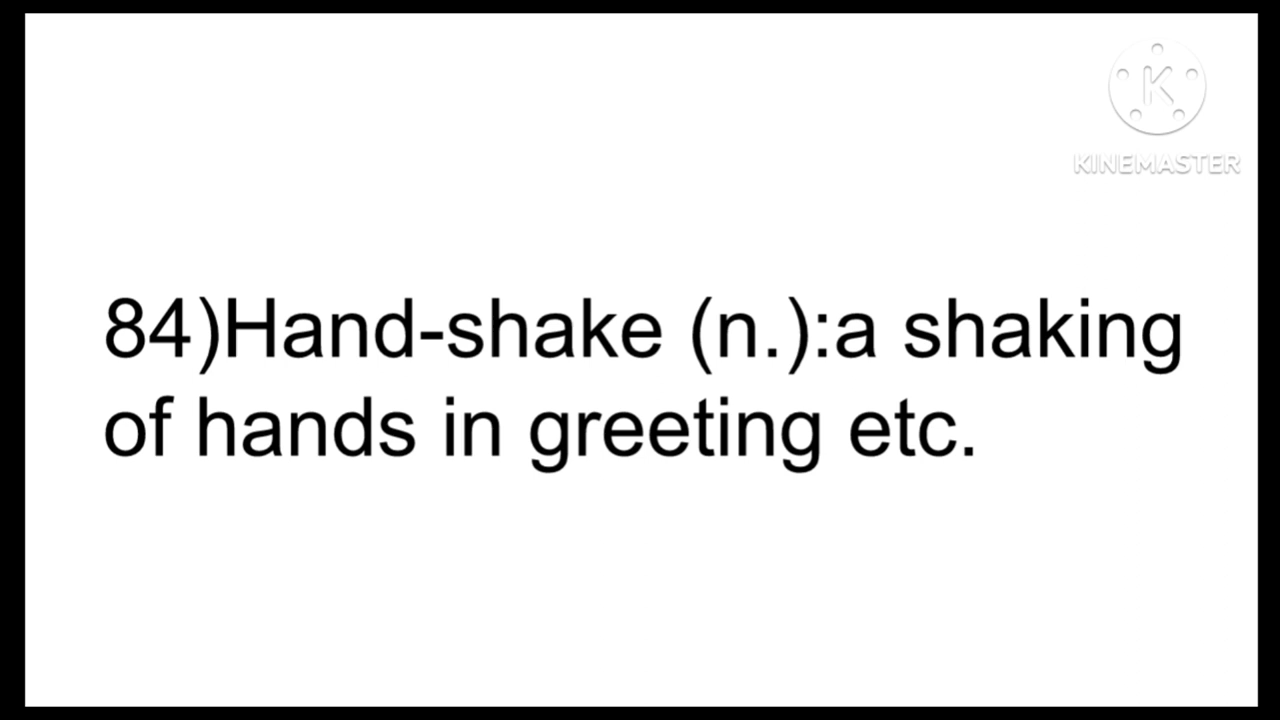 K
KINEMASTER
84)Hand-shake (n.):a shaking
of hands in greeting etc.